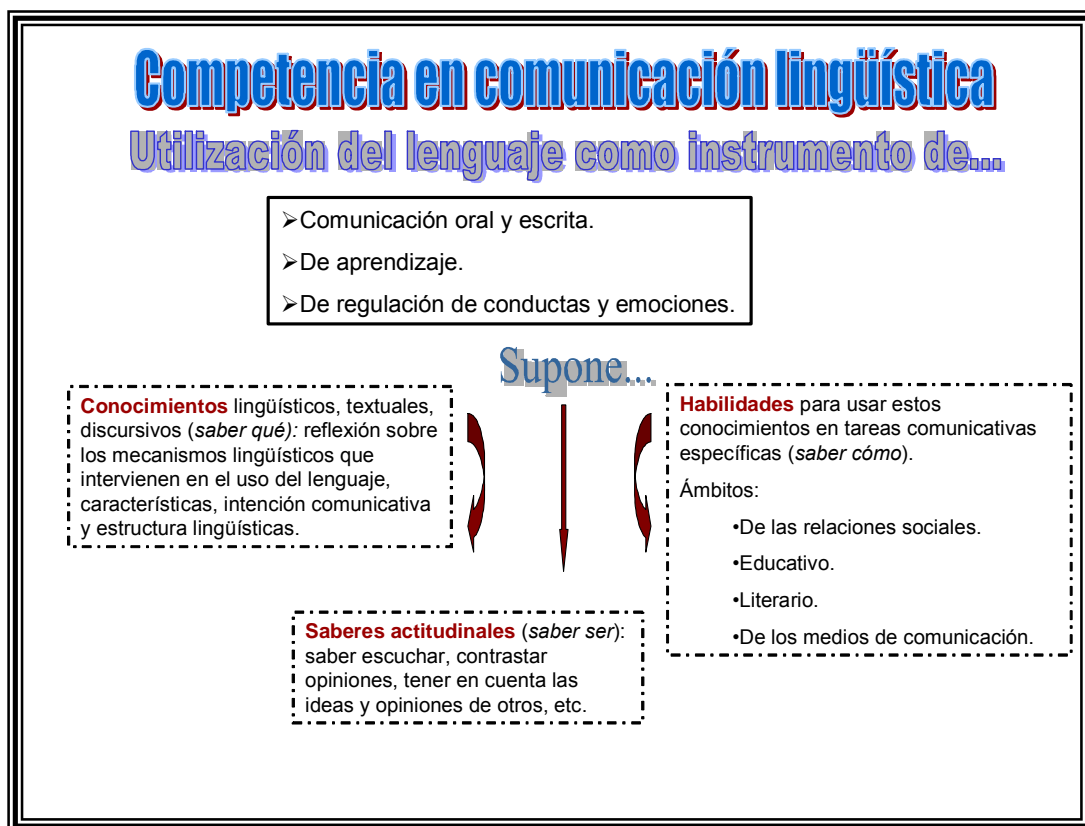 Competencia en comunicación lingüística
Utilización del lenguaje como instrumento de...
➢Comunicación oral y escrita.
➢De aprendizaje.
➢De regulación de conductas y emociones.
Supone...
Conocimientos lingüísticos, textuales,
discursivos (saber qué): reflexión sobre
los mecanismos lingüísticos que
intervienen en el uso del lenguaje,
características, intención comunicativa
y estructura lingüísticas.
Habilidades para usar estos
conocimientos en tareas comunicativas
específicas (saber cómo).
Ámbitos:
•De las relaciones sociales.
•Educativo.
•Literario.
•De los medios de comunicación.
Saberes actitudinales (saber ser):
saber escuchar, contrastar
opiniones, tener en cuenta las
ideas y opiniones de otros, etc.